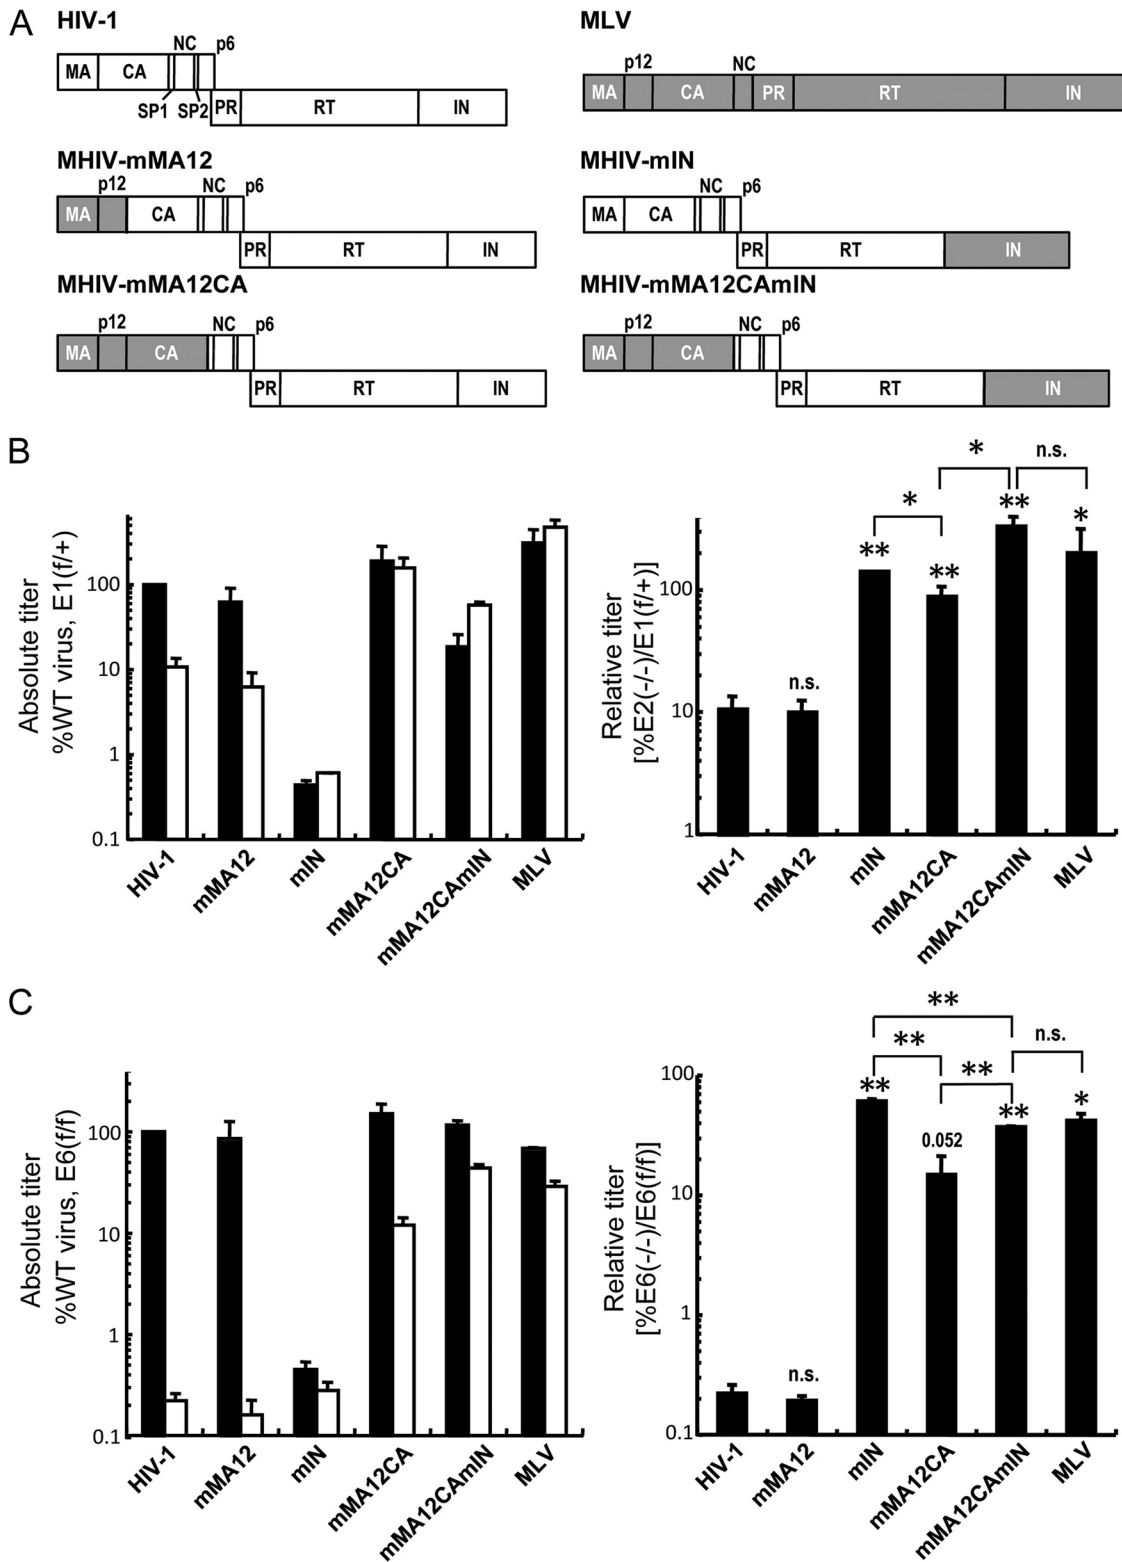 A
HIV-1
NC
p6
MA
CA
SP1
SP2
PR
RT
IN
MLV
p12
NC
MA
CA
PR
RT
IN
MHIV-mMA12
p12
NC
p6
MA
CA
PR
RT
IN
MHIV-mIN
NC
p6
MA
CA
PR
RT
IN
MHIV-mMA12CA
p12
NC
p6
MA
CA
PR
RT
IN
MHIV-mMA12CAmIN
p12
NC
p6
MA
CA
PR
RT
IN
B
Absolute titer
%WT virus, E1(f/+)
100
10
1
0.1
HIV-1
mMA12
mIN
mMA12CA
mMA12CAmIN
MLV
Relative titer
[%E2(-/-)/E1(f/+)]
100
10
1
n.s.
**
*
**
*
**
n.s.
*
HIV-1
mMA12
mIN
mMA12CA
mMA12CAmIN
MLV
C
Absolute titer
%WT virus, E6(f/f)
100
10
1
0.1
HIV-1
mMA12
mIN
mMA12CA
mMA12CAmIN
MLV
Relative titer
[%E6(-/-)/E6(f/f)]
100
10
1
0.1
n.s.
**
**
**
0.052
**
**
n.s.
*
HIV-1
mMA12
mIN
mMA12CA
mMA12CAmIN
MLV